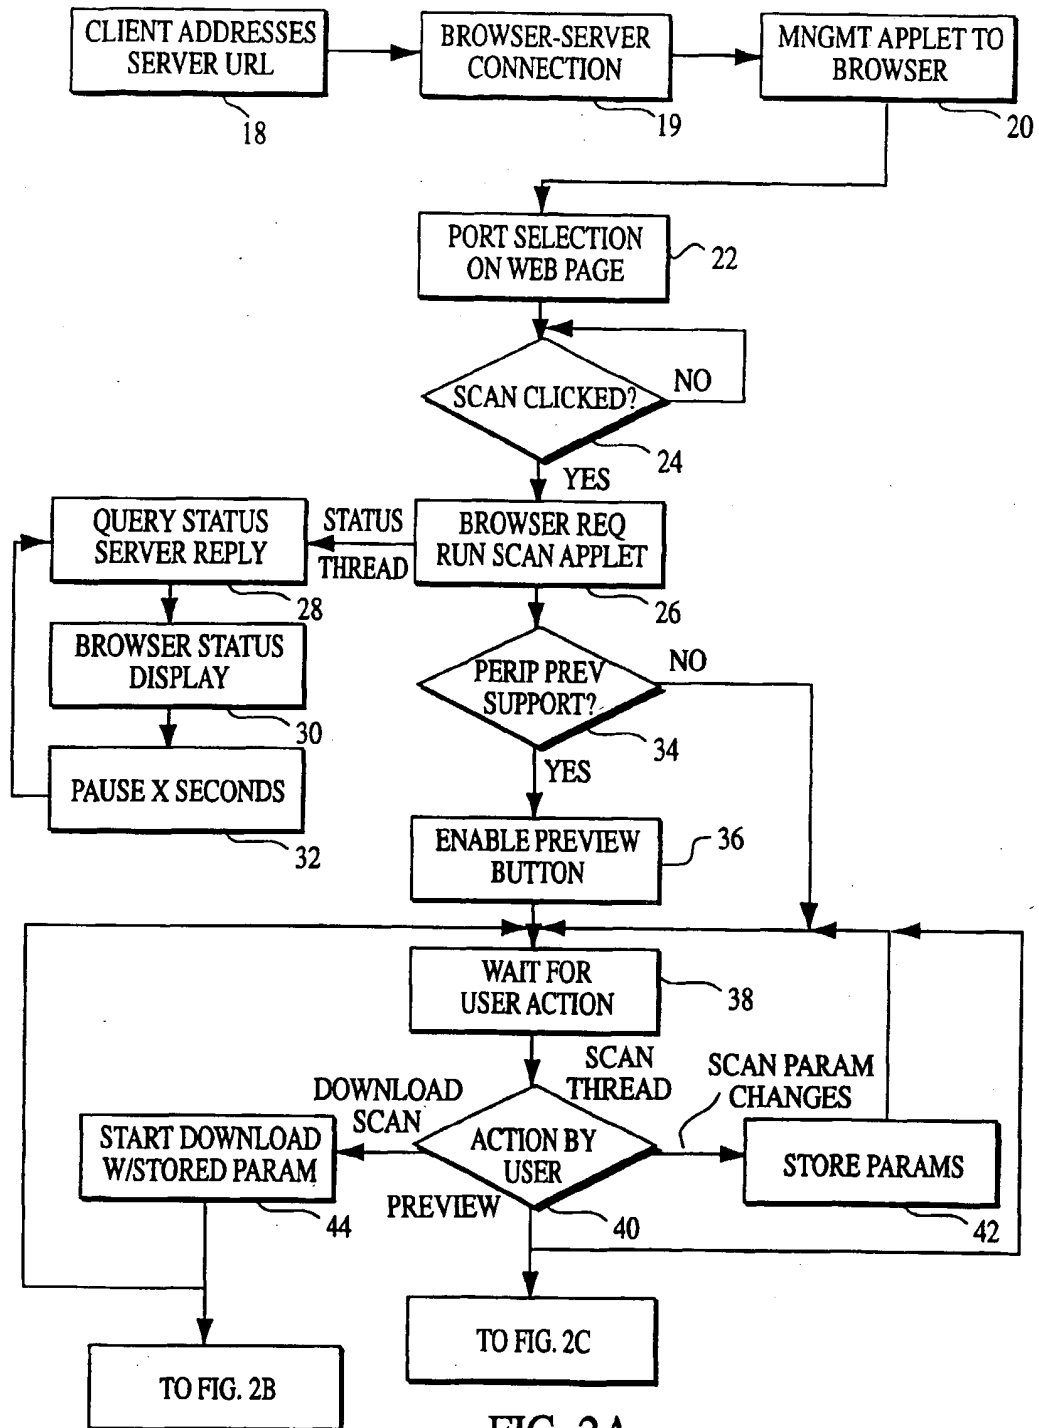 CLIENT ADDRESSES
SERVER URL
18
BROWSER-SERVER
CONNECTION
19
MNGMT APPLET TO
BROWSER
20
PORT SELECTION
ON WEB PAGE
22
SCAN CLICKED?
NO
24
YES
BROWSER REQ
RUN SCAN APPLET
26
STATUS
THREAD
QUERY STATUS
SERVER REPLY
28
BROWSER STATUS
DISPLAY
30
PAUSE X SECONDS
32
PERIP PREV
SUPPORT?
NO
34
YES
ENABLE PREVIEW
BUTTON
36
WAIT FOR
USER ACTION
38
SCAN
THREAD
ACTION BY
USER
40
SCAN PARAM
CHANGES
STORE PARAMS
42
DOWNLOAD
SCAN
START DOWNLOAD
W/STORED PARAM
44
PREVIEW
TO FIG. 2C
TO FIG. 2B
FIG. 2A